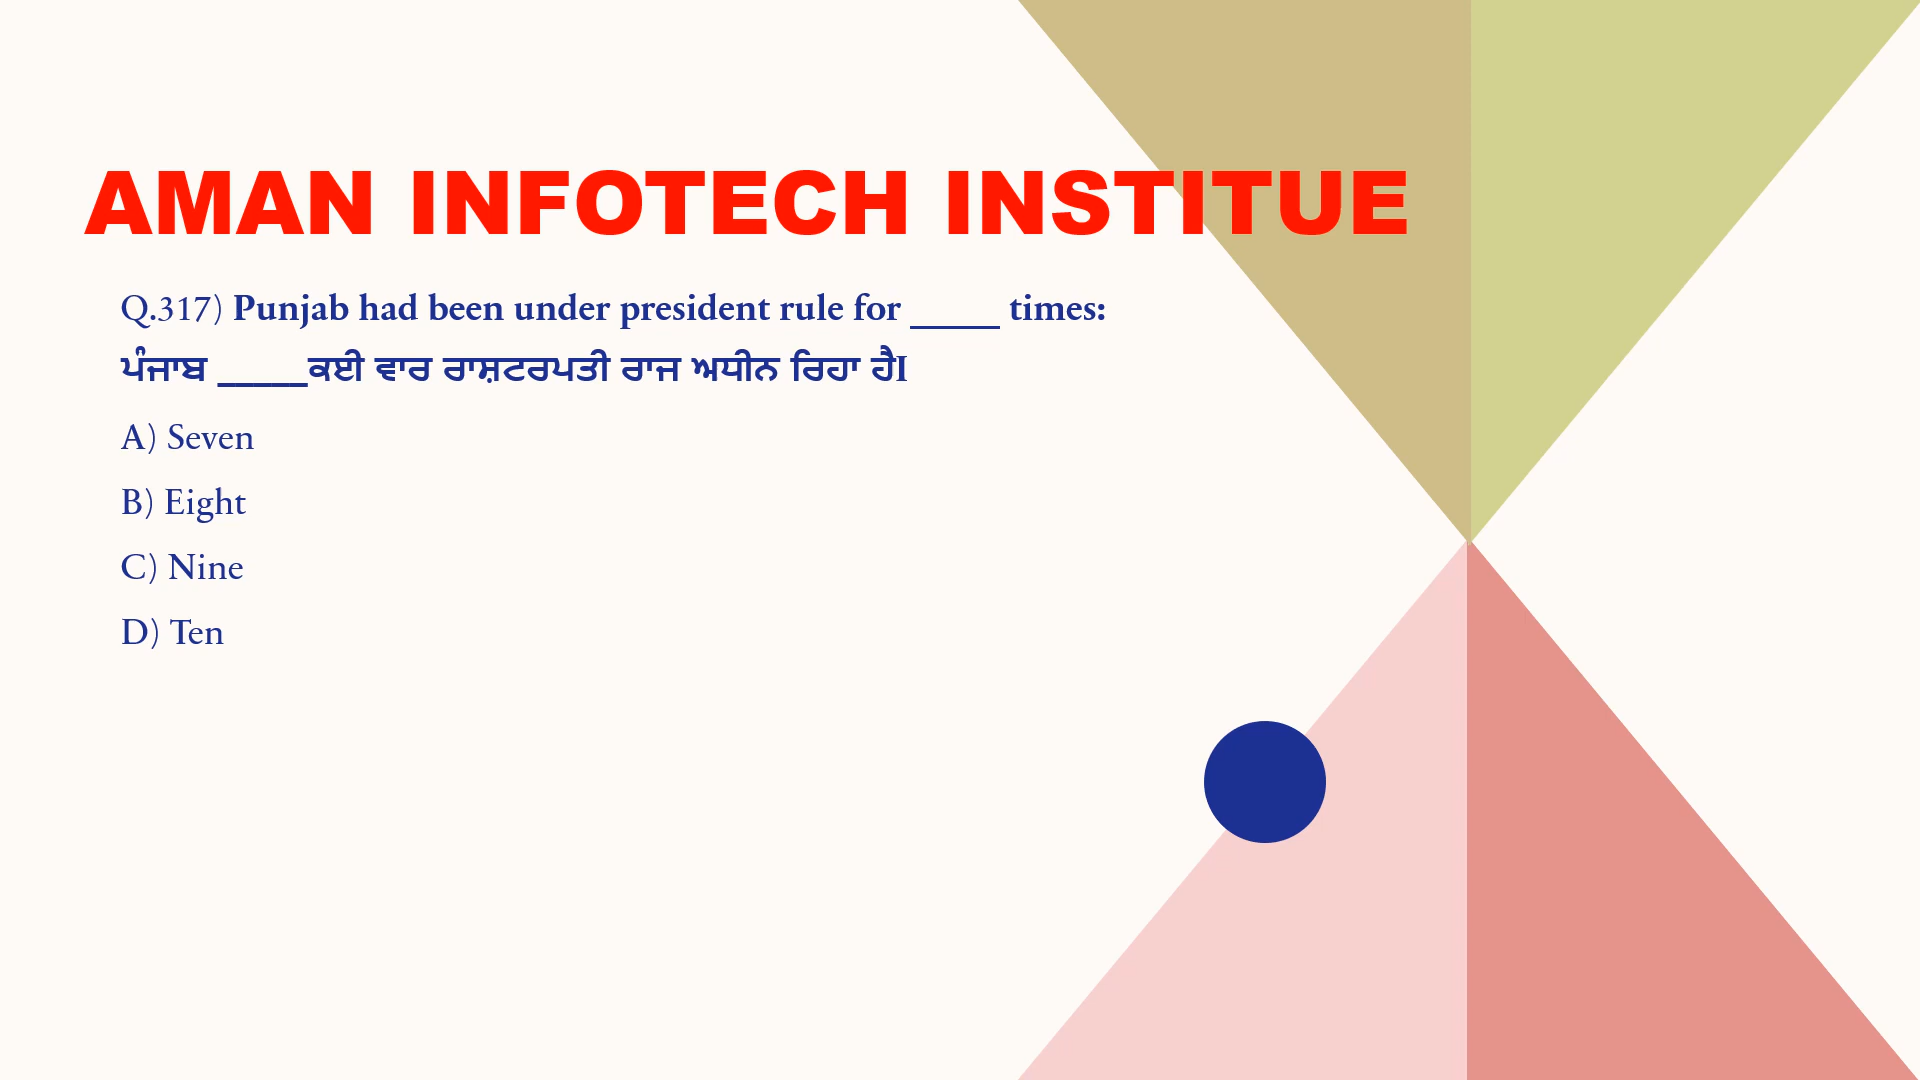 AMAN INFOTECH INSTITUE
Q.317) Punjab had been under president rule for _____ times:
ਪੰਜਾਬ _____ਕਈ ਵਾਰ ਰਾਸ਼ਟਰਪਤੀ ਰਾਜ ਅਧੀਨ ਰਿਹਾ ਹੈI
A) Seven
B) Eight
C) Nine
D) Ten